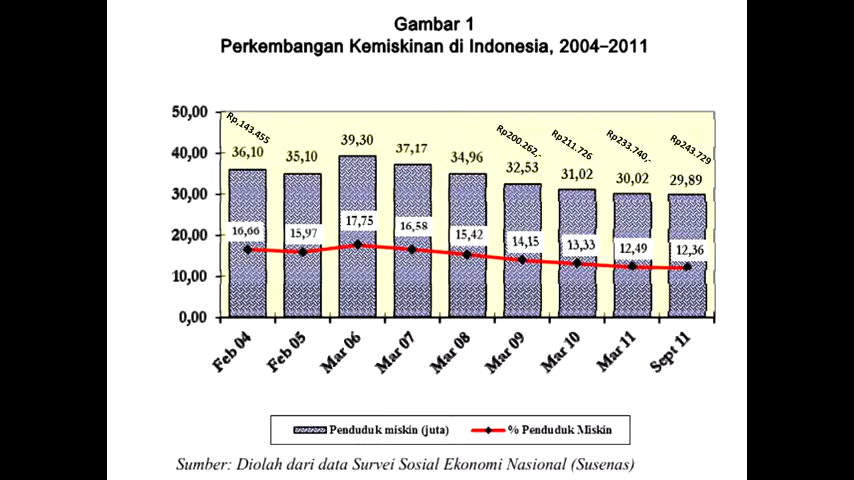 Gambar 1
Perkembangan Kemiskinan di Indonesia, 2004-2011
50,00
40,00
30,00
20,00
10,00
0,00
Rp.143.455
Rp200.262,-
Rp211.726
Rp233.740,-
Rp243.729
36,10
35,10
39,30
37,17
34,96
32,53
31,02
30,02
29,89
16,66
15,97
17,75
16,58
15,42
14,15
13,33
12,49
12,36
Feb 04
Feb 05
Mar 06
Mar 07
Mar 08
Mar 09
Mar 10
Mar 11
Sept 11
Penduduk miskin (juta)
% Penduduk Miskin
Sumber: Diolah dari data Survei Sosial Ekonomi Nasional (Susenas)